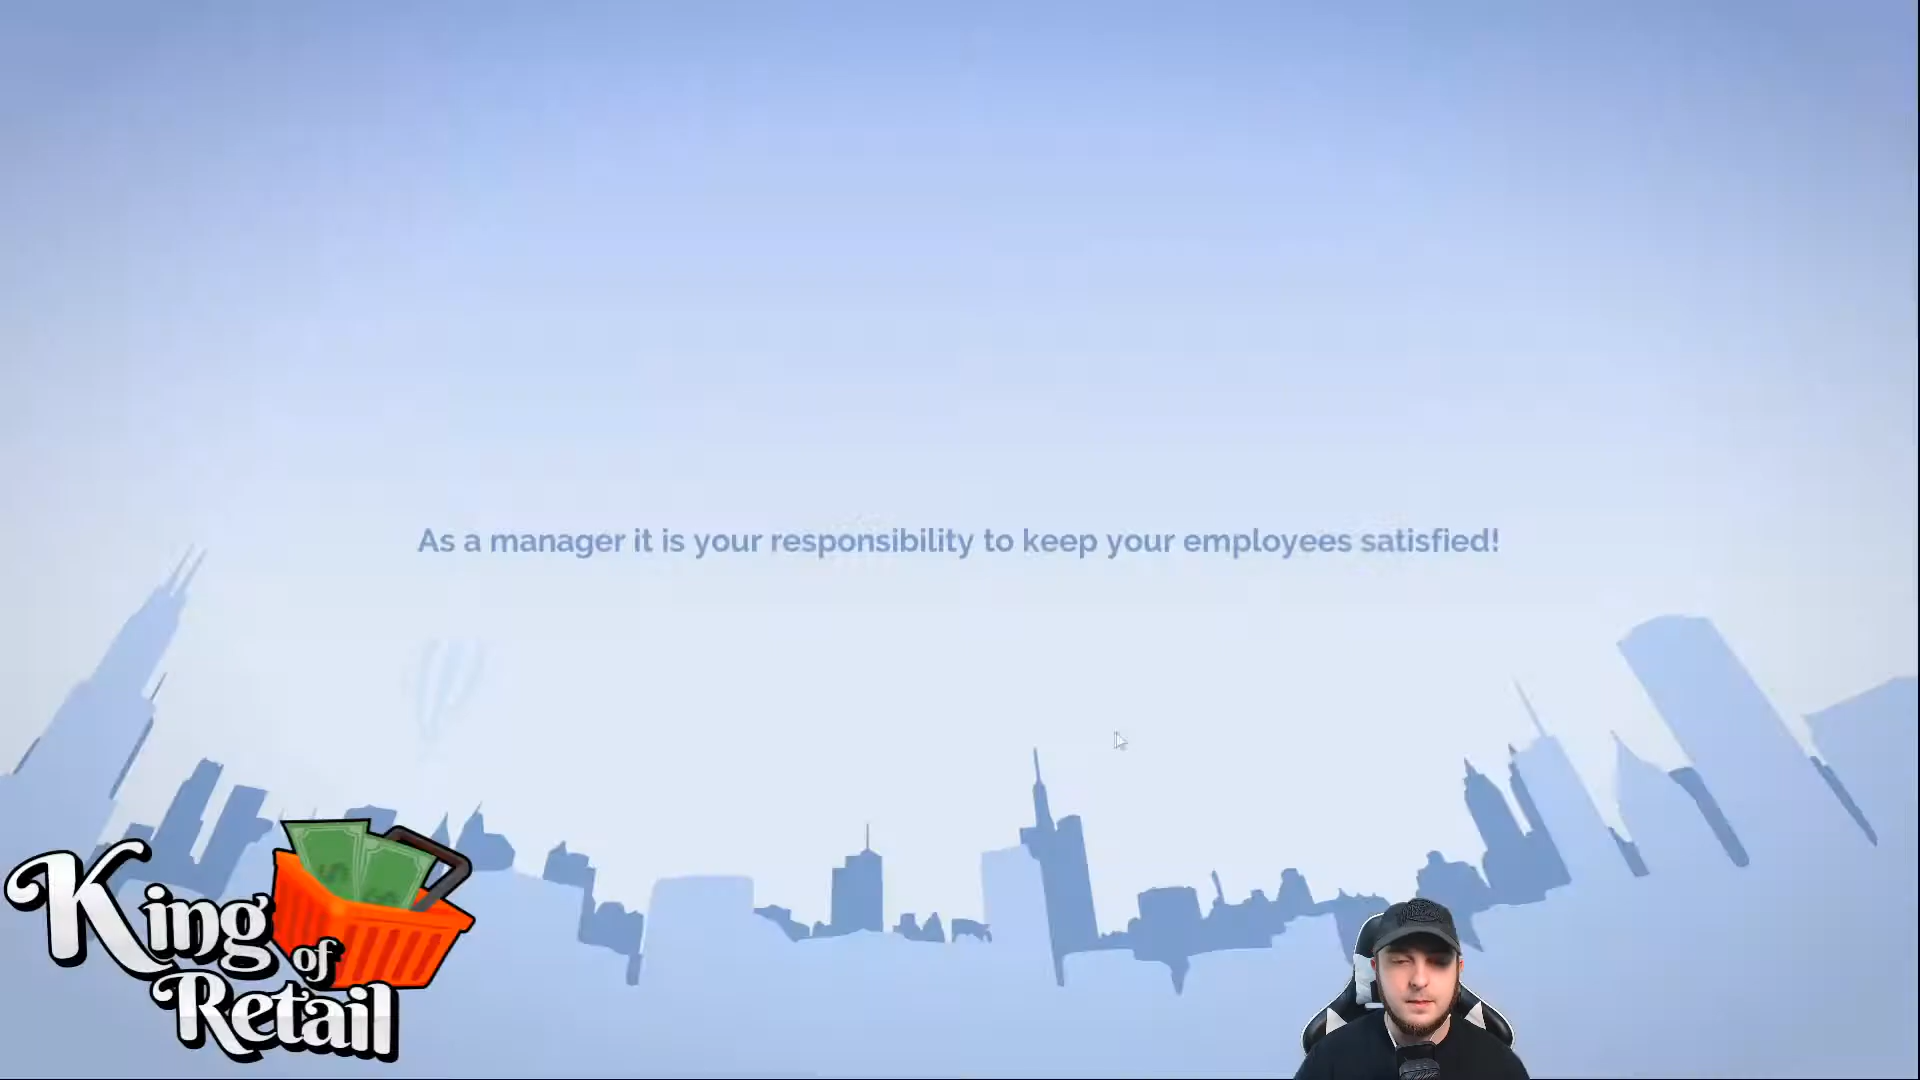 As a manager it is your responsibility to keep your employees satisfied!
King
of
Retail